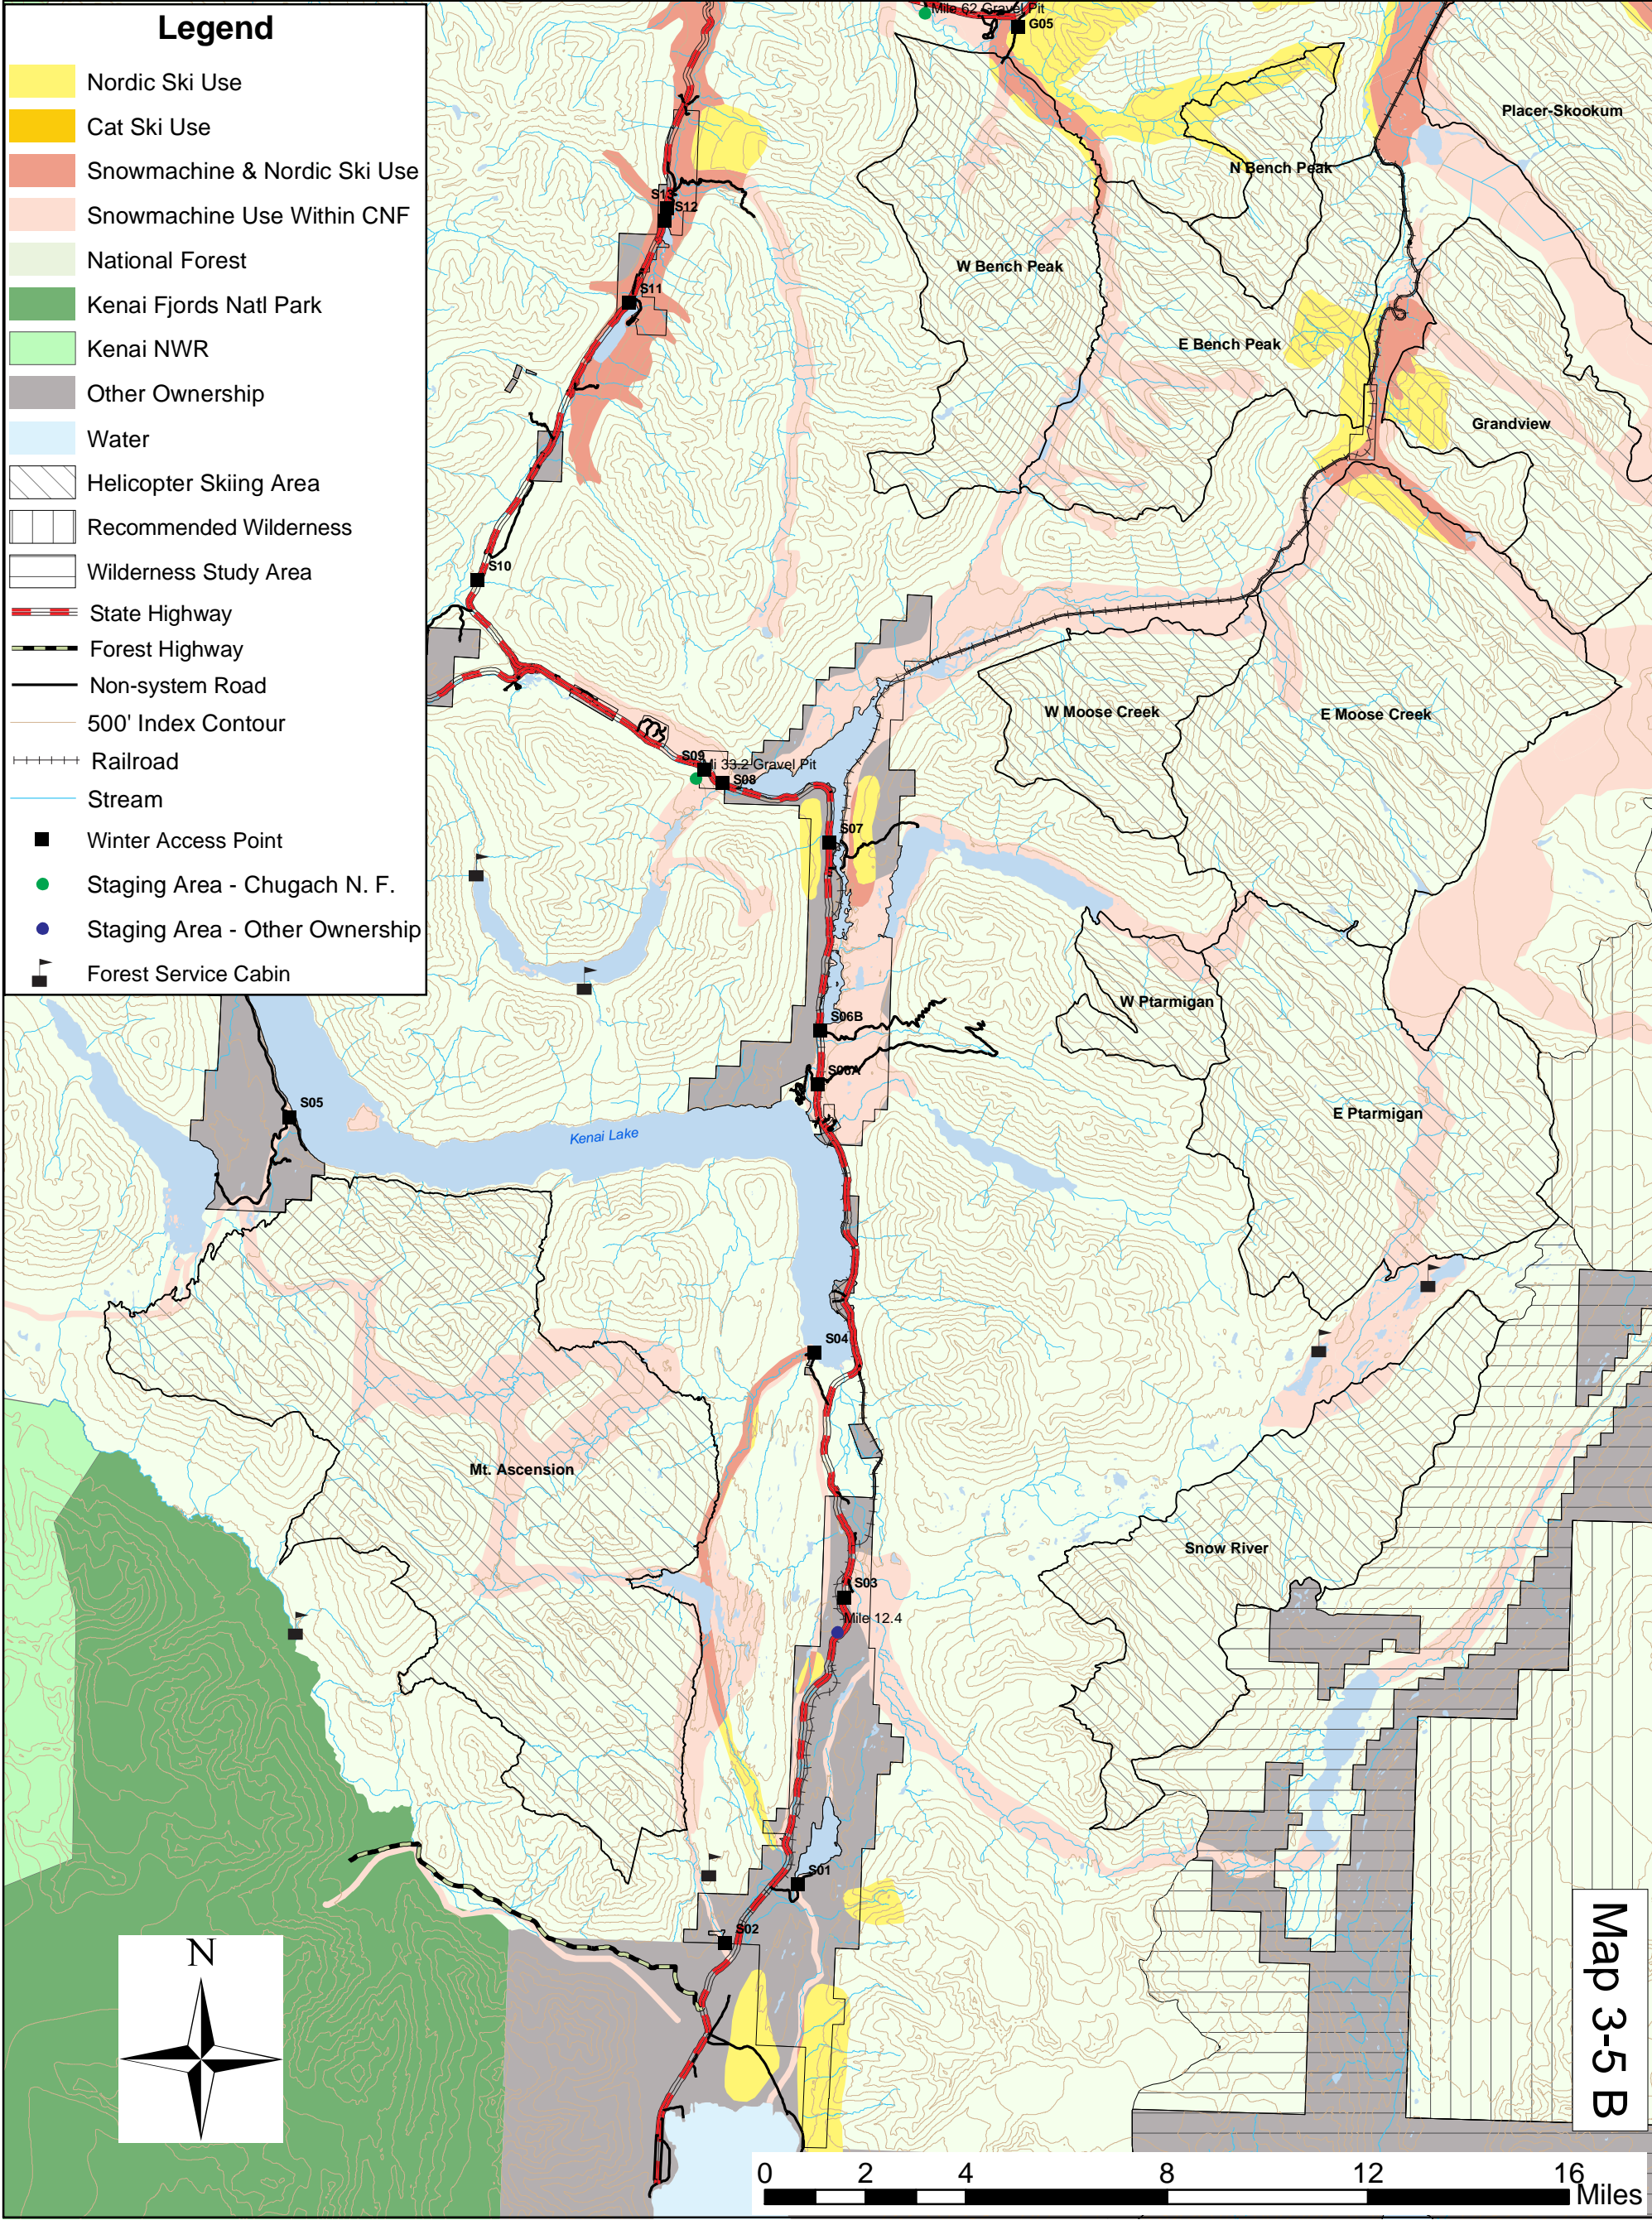 Legend
Nordic Ski Use
Cat Ski Use
Snowmachine & Nordic Ski Use
Snowmachine Use Within CNF
National Forest
Kenai Fjords Natl Park
Kenai NWR
Other Ownership
Water
Helicopter Skiing Area
Recommended Wilderness
Wilderness Study Area
State Highway
Forest Highway
Non-system Road
500' Index Contour
Railroad
Stream
Winter Access Point
Staging Area - Chugach N. F.
Staging Area - Other Ownership
Forest Service Cabin
Mile 62 Gravel Pit
G05
Placer-Skookum
N Bench Peak
S13
S12
W Bench Peak
S11
E Bench Peak
Grandview
S10
W Moose Creek
E Moose Creek
S09
Mi 33.2 Gravel Pit
S08
S07
W Ptarmigan
S06B
S06A
S05
E Ptarmigan
Kenai Lake
S04
Mt. Ascension
Snow River
S03
Mile 12.4
S01
S02
N
Map 3-5 B
0 2 4 8 12 16
Miles